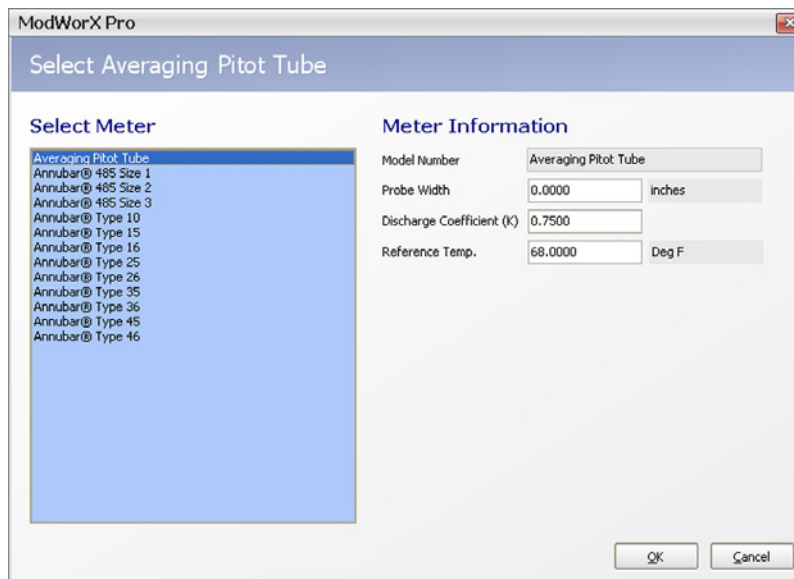 ModWorX Pro
Select Averaging Pitot Tube
Select Meter
Averaging Pitot Tube
Annubar® 485 Size 1
Annubar® 485 Size 2
Annubar® 485 Size 3
Annubar® Type 10
Annubar® Type 15
Annubar® Type 16
Annubar® Type 25
Annubar® Type 26
Annubar® Type 35
Annubar® Type 36
Annubar® Type 45
Annubar® Type 46
Meter Information
Model Number Averaging Pitot Tube
Probe Width 0.0000 inches
Discharge Coefficient (K) 0.7500
Reference Temp. 68.0000 Deg F
OK Cancel